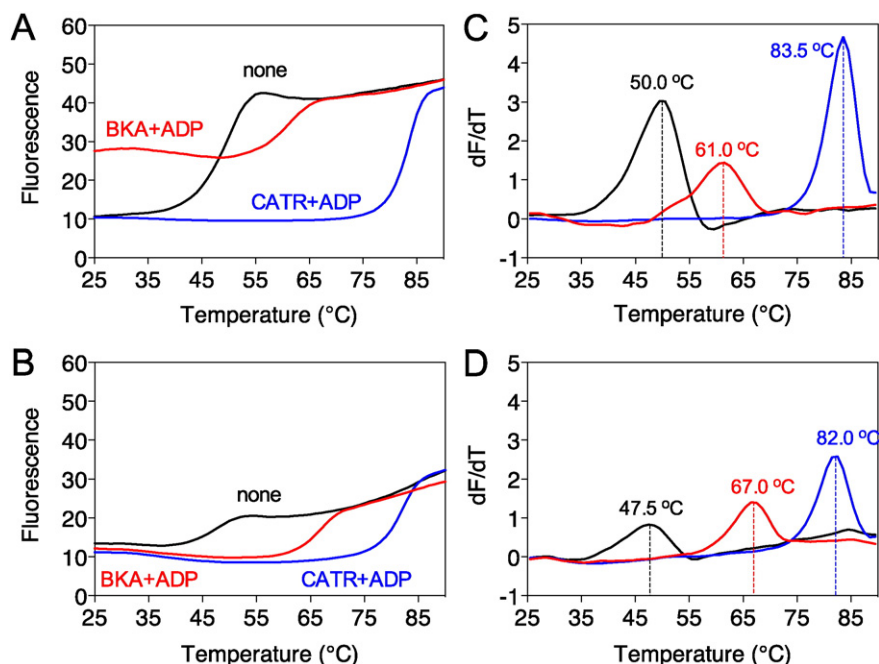 A
60
50
40
30
20
10
0
Fluorescence
none
BKA+ADP
CATR+ADP
25 35 45 55 65 75 85
Temperature (°C)
C
5
4
3
2
1
0
-1
dF/dT
83.5 ºC
50.0 ºC
61.0 ºC
25 35 45 55 65 75 85
Temperature (°C)
B
60
50
40
30
20
10
0
Fluorescence
none
BKA+ADP CATR+ADP
25 35 45 55 65 75 85
Temperature (°C)
D
5
4
3
2
1
0
-1
dF/dT
82.0 ºC
67.0 ºC
47.5 ºC
25 35 45 55 65 75 85
Temperature (°C)